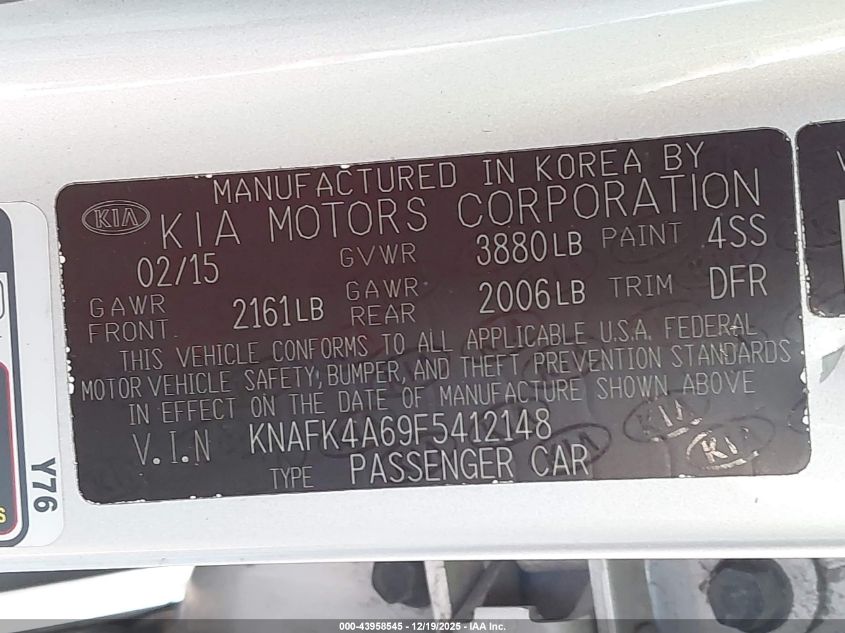 MANUFACTURED IN KOREA BY
KIA
KIA MOTORS CORPORATION
02/15 GVWR 3880LB PAINT 4SS
GAWR FRONT 2161LB GAWR REAR 2006LB TRIM DFR
THIS VEHICLE CONFORMS TO ALL APPLICABLE U.S.A. FEDERAL
MOTOR VEHICLE SAFETY, BUMPER, AND THEFT PREVENTION STANDARDS
IN EFFECT ON THE DATE OF MANUFACTURE SHOWN ABOVE
V.I.N KNAFK4A69F5412148
TYPE PASSENGER CAR
KIA
KIA
Y76
000-43958545 - 12/19/2025 - IAA Inc.